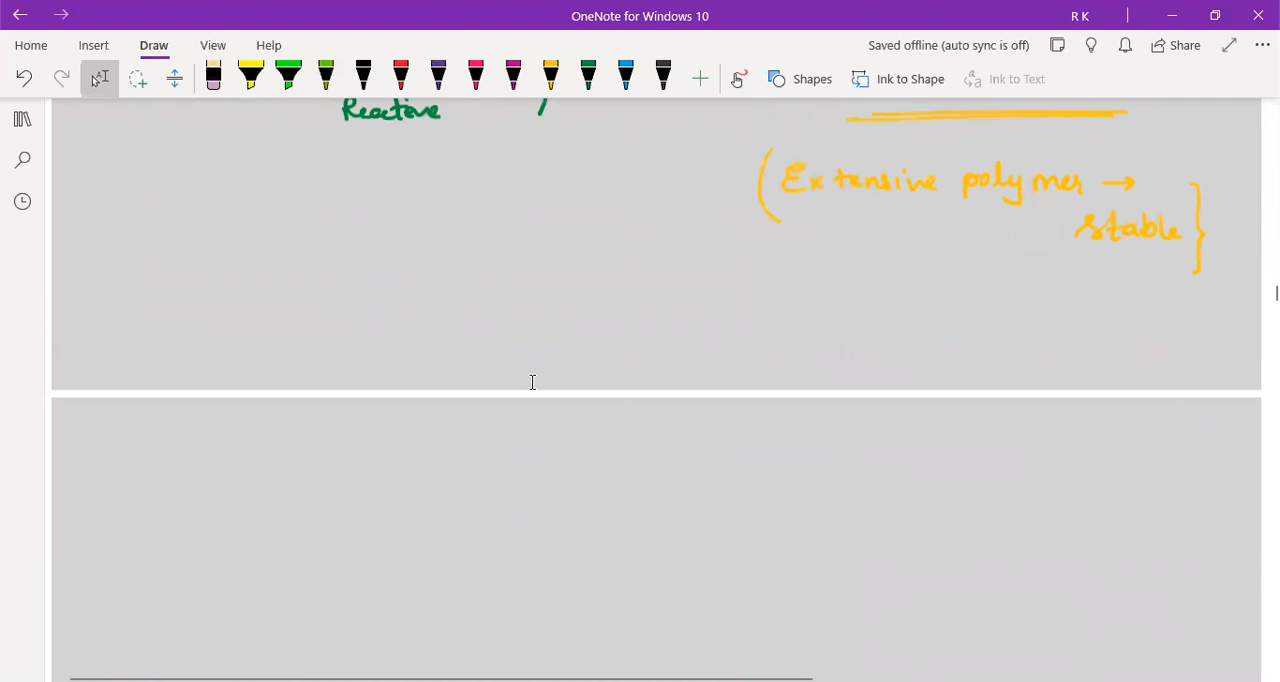 OneNote for Windows 10
R K
Home Insert Draw View Help
Saved offline (auto sync is off) Share
Shapes Ink to Shape Ink to Text
Reactive
(Extensive polymer →
stable}